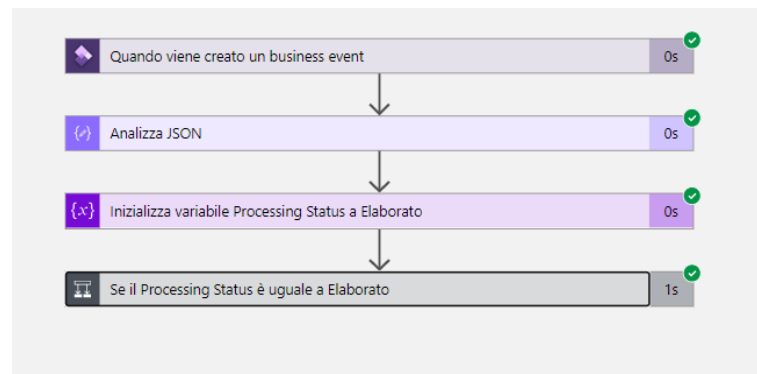 Quando viene creato un business event 0s
Analizza JSON 0s
{x} Inizializza variabile Processing Status a Elaborato 0s
Se il Processing Status è uguale a Elaborato 1s